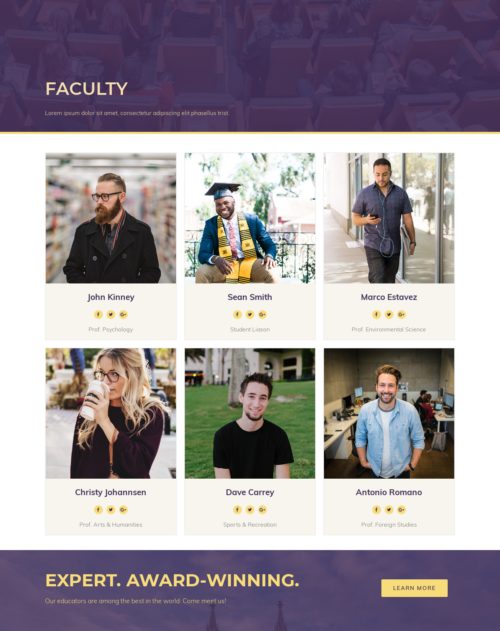 FACULTY
Lorem ipsum dolor sit amet, consectetur adipiscing elit phasellus trist.
John Kinney
Prof. Psychology
Sean Smith
Student Liason
Marco Estavez
Prof. Environmental Science
Christy Johannsen
Prof. Arts & Humanities
Dave Carrey
Sports & Recreation
Antonio Romano
Prof. Foreign Studies
EXPERT. AWARD-WINNING.
Our educators are among the best in the world. Come meet us!
LEARN MORE